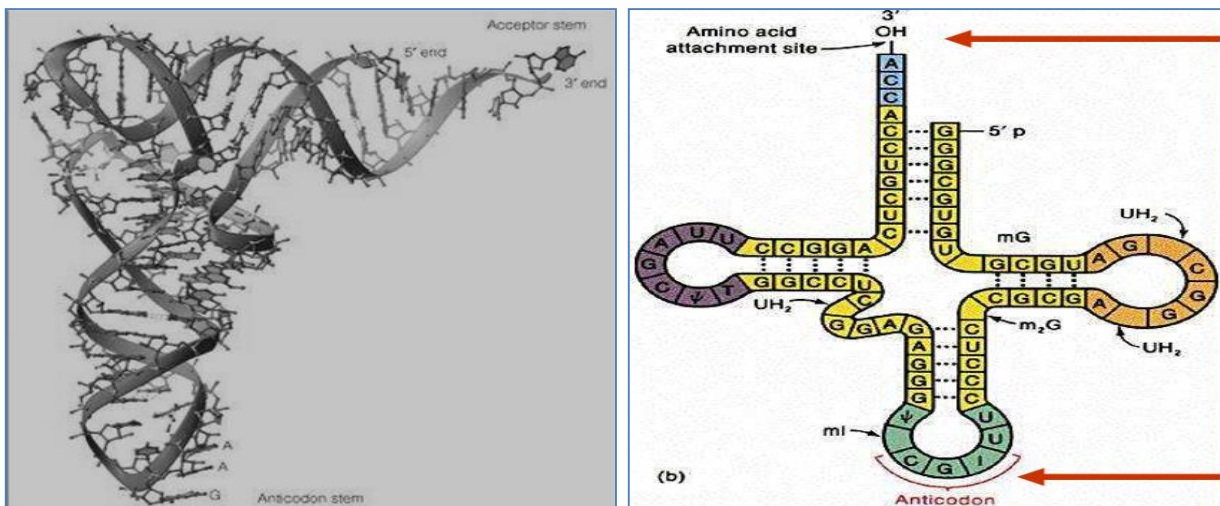 Acceptor stem
5' end
3' end
A
A
G
Anticodon stem
3'
OH
Amino acid
attachment site
A
C
C
A
C
C
U
G
C
U
C
5' p
G
G
G
C
G
U
G
U
mG
G C G U
A G C G G A
UH₂
UH₂
C G C G
m₂G
C C G G A
U U A G C Ψ T
G G C C U
UH₂
C
G G A G
A
G
G
G
C
U
C
C
C
Ψ
mI
C G I
U
U
Anticodon
(b)